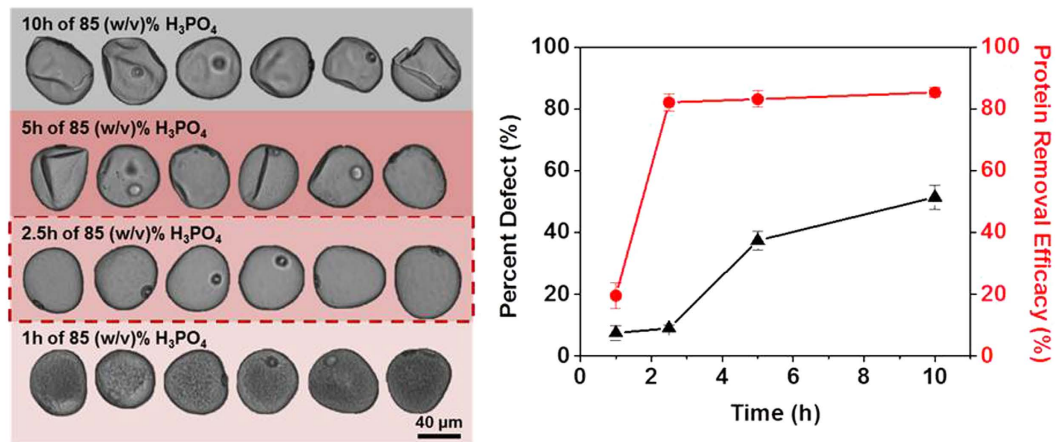 10h of 85 (w/v)% H₃PO₄
5h of 85 (w/v)% H₃PO₄
2.5h of 85 (w/v)% H₃PO₄
1h of 85 (w/v)% H₃PO₄
40 μm
Percent Defect (%)
100
80
60
40
20
0
0 2 4 6 8 10
Time (h)
100
80
60
40
20
0
Protein Removal Efficacy (%)